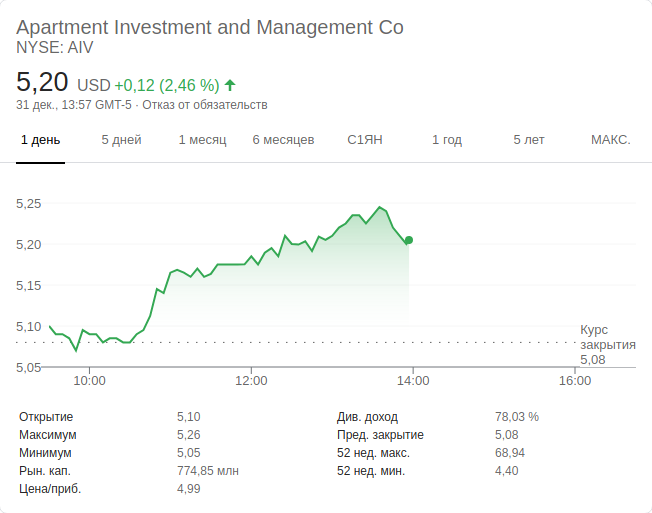 Apartment Investment and Management Co
NYSE: AIV
5,20 USD +0,12 (2,46 %)
31 дек., 13:57 GMT-5 · Отказ от обязательств
1 день 5 дней 1 месяц 6 месяцев С1ЯН 1 год 5 лет МАКС.
5,25
5,20
5,15
5,10
5,05
Курс
закрытия
5,08
10:00 12:00 14:00 16:00
Открытие 5,10 Див. доход 78,03 %
Максимум 5,26 Пред. закрытие 5,08
Минимум 5,05 52 нед. макс. 68,94
Рын. кап. 774,85 млн 52 нед. мин. 4,40
Цена/приб. 4,99